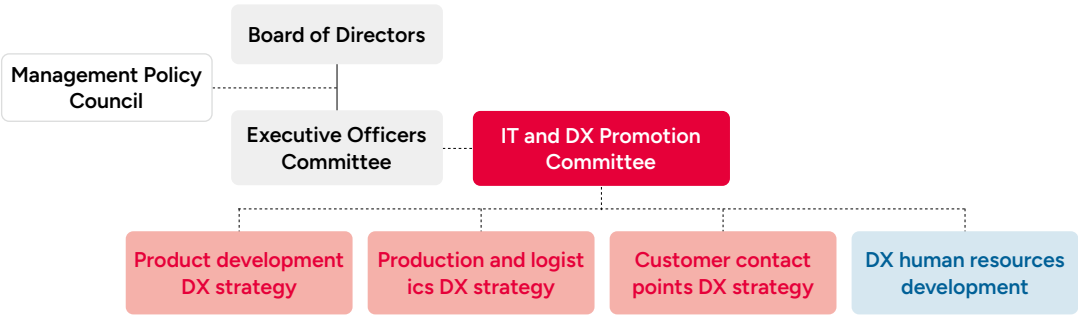 Board of Directors
Management Policy
Council
Executive Officers
Committee
IT and DX Promotion
Committee
Product development
DX strategy
Production and logist
ics DX strategy
Customer contact
points DX strategy
DX human resources
development